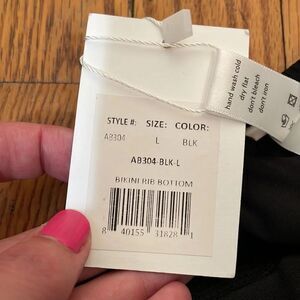 hand wash cold
dry flat
don't bleach
don't iron
STYLE #: SIZE: COLOR:
AB304 L BLK
AB304-BLK-L
BIKINI RIB BOTTOM
8 40155 31828 1